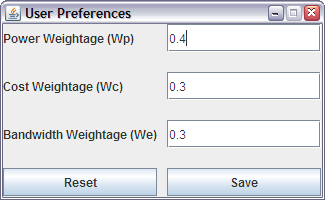 User Preferences
Power Weightage (Wp) 0.4
Cost Weightage (Wc) 0.3
Bandwidth Weightage (We) 0.3
Reset Save